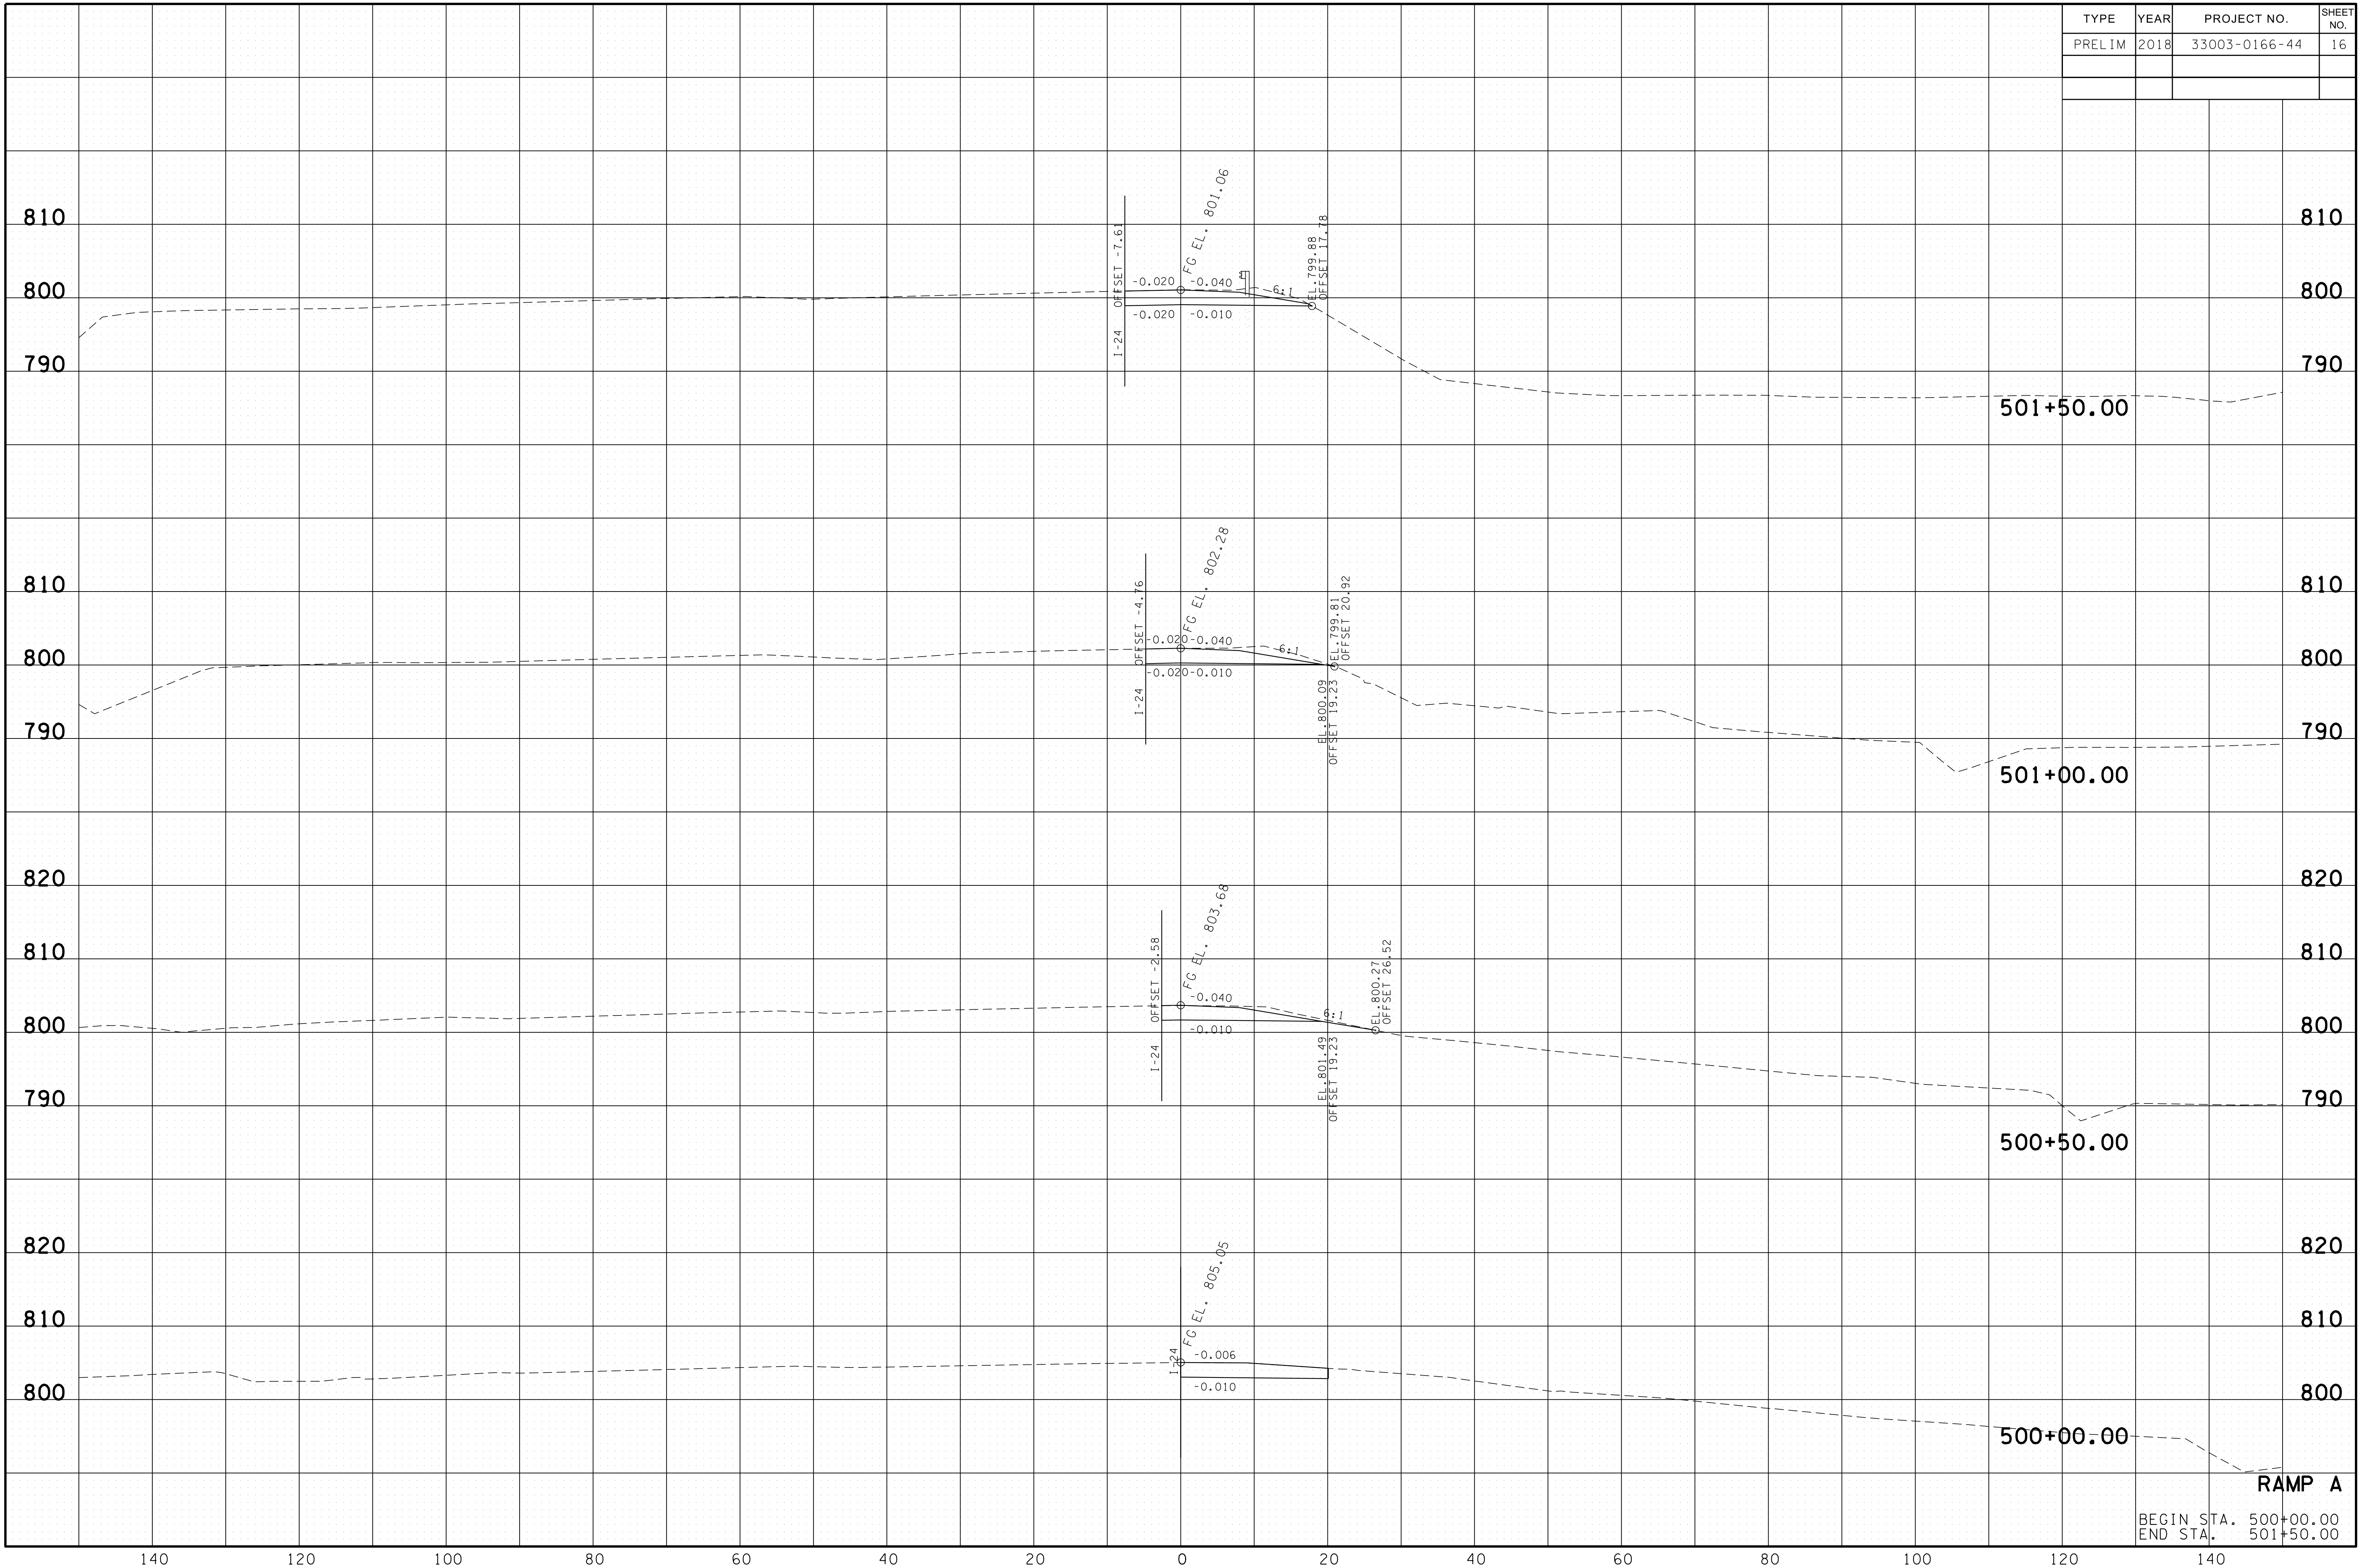 TYPE YEAR PROJECT NO. SHEET NO.
PRELIM 2018 33003-0166-44 16
810 810
800 800
790 790
OFFSET -7.61
I-24
FG EL. 801.06
-0.020 -0.040
6:1
-0.020 -0.010
EL.799.88
OFFSET 17.78
501+50.00
810 810
800 800
790 790
OFFSET -4.76
I-24
FG EL. 802.28
-0.020 -0.040
6:1
-0.020 -0.010
EL.799.81
OFFSET 20.92
EL.800.09
OFFSET 19.23
501+00.00
820 820
810 810
800 800
790 790
OFFSET -2.58
I-24
FG EL. 803.68
-0.040
6:1
-0.010
EL.800.27
OFFSET 26.52
EL.801.49
OFFSET 19.23
500+50.00
820 820
810 810
800 800
I-24
FG EL. 805.05
-0.006
-0.010
500+00.00
RAMP A
BEGIN STA. 500+00.00
END STA. 501+50.00
140 120 100 80 60 40 20 0 20 40 60 80 100 120 140